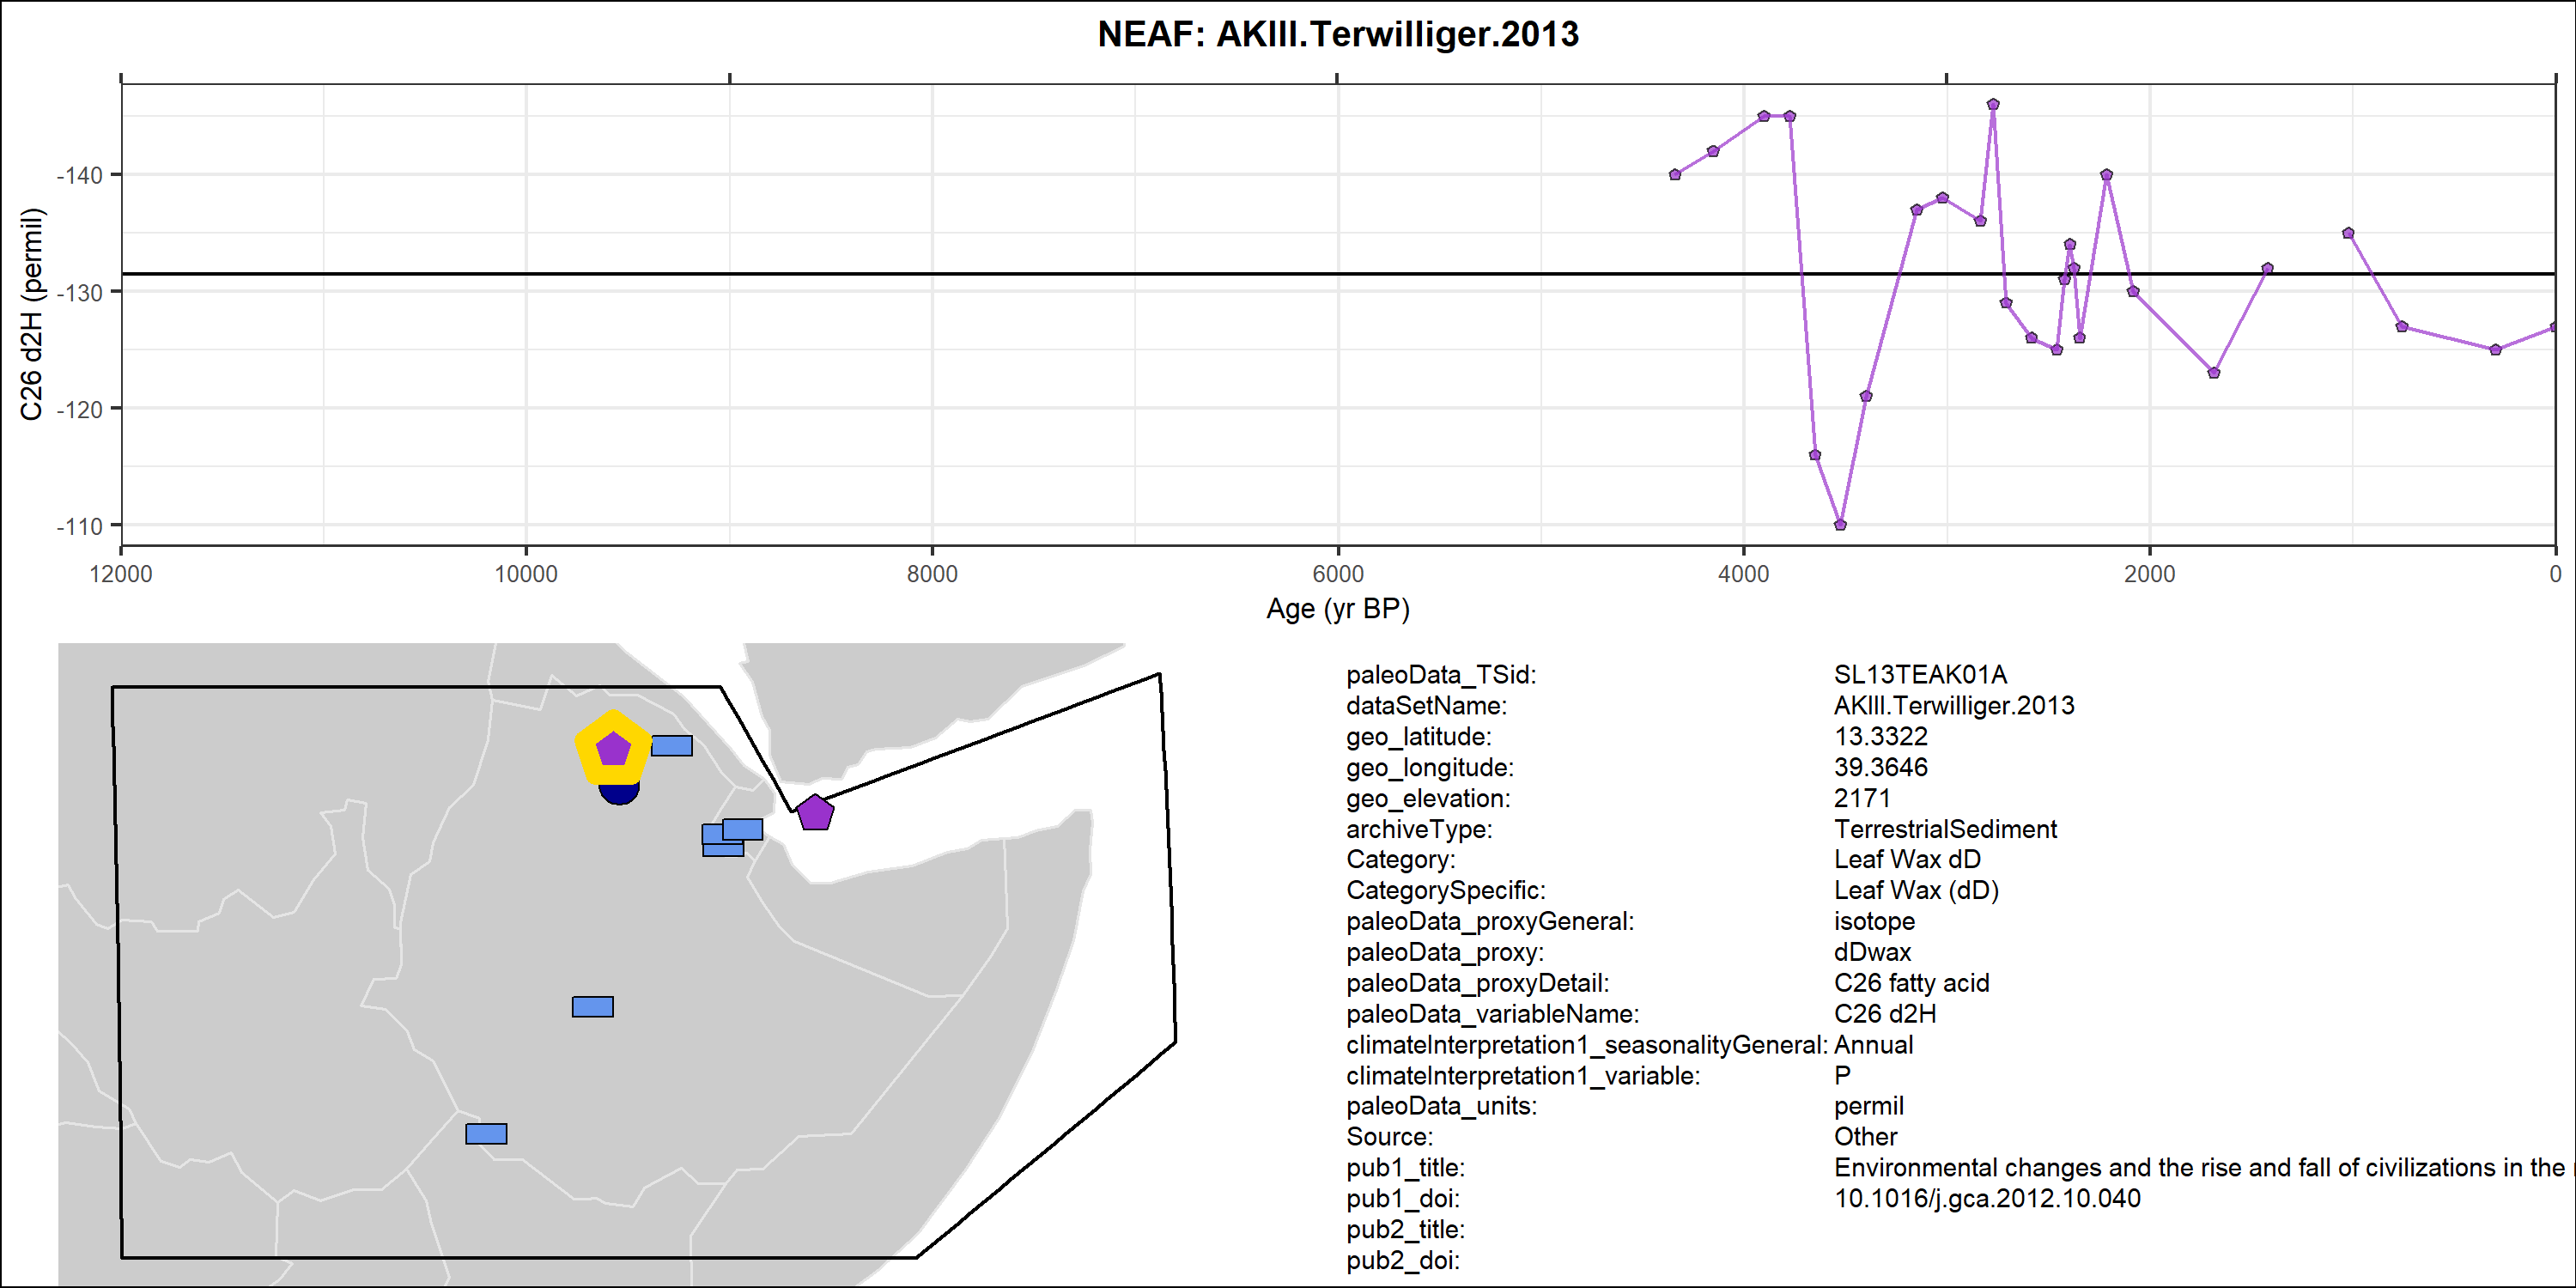 NEAF: AKIII.Terwilliger.2013
C26 d2H (permil)
-140
-130
-120
-110
12000 10000 8000 6000 4000 2000 0
Age (yr BP)
paleoData_TSid: SL13TEAK01A
dataSetName: AKIII.Terwilliger.2013
geo_latitude: 13.3322
geo_longitude: 39.3646
geo_elevation: 2171
archiveType: TerrestrialSediment
Category: Leaf Wax dD
CategorySpecific: Leaf Wax (dD)
paleoData_proxyGeneral: isotope
paleoData_proxy: dDwax
paleoData_proxyDetail: C26 fatty acid
paleoData_variableName: C26 d2H
climateInterpretation1_seasonalityGeneral: Annual
climateInterpretation1_variable: P
paleoData_units: permil
Source: Other
pub1_title: Environmental changes and the rise and fall of civilizations in the
pub1_doi: 10.1016/j.gca.2012.10.040
pub2_title:
pub2_doi: